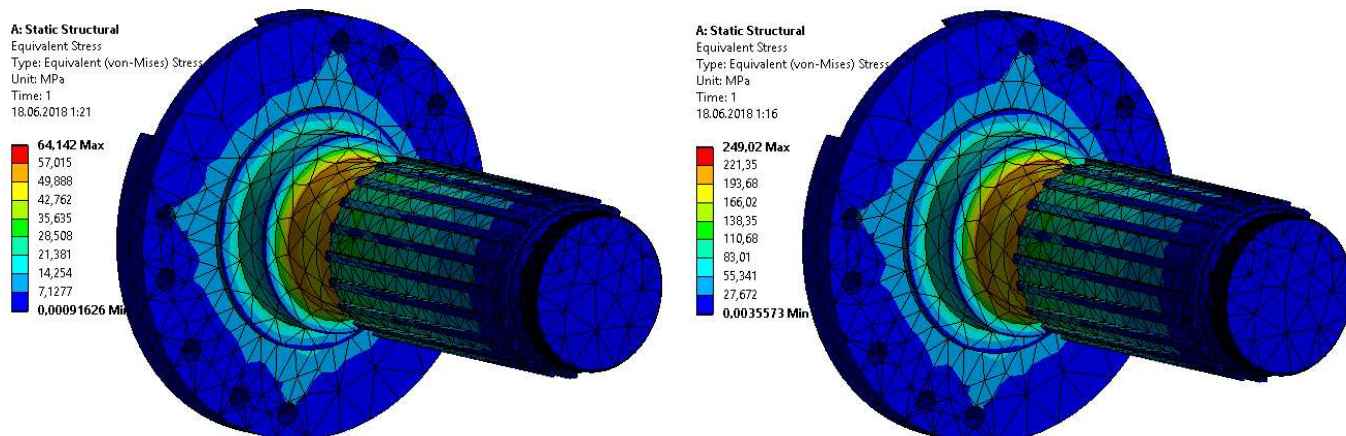 A: Static Structural
Equivalent Stress
Type: Equivalent (von-Mises) Stress
Unit: MPa
Time: 1
18.06.2018 1:21
64,142 Max
57,015
49,888
42,762
35,635
28,508
21,381
14,254
7,1277
0,00091626 Min
A: Static Structural
Equivalent Stress
Type: Equivalent (von-Mises) Stress
Unit: MPa
Time: 1
18.06.2018 1:16
249,02 Max
221,35
193,68
166,02
138,35
110,68
83,01
55,341
27,672
0,0035573 Min